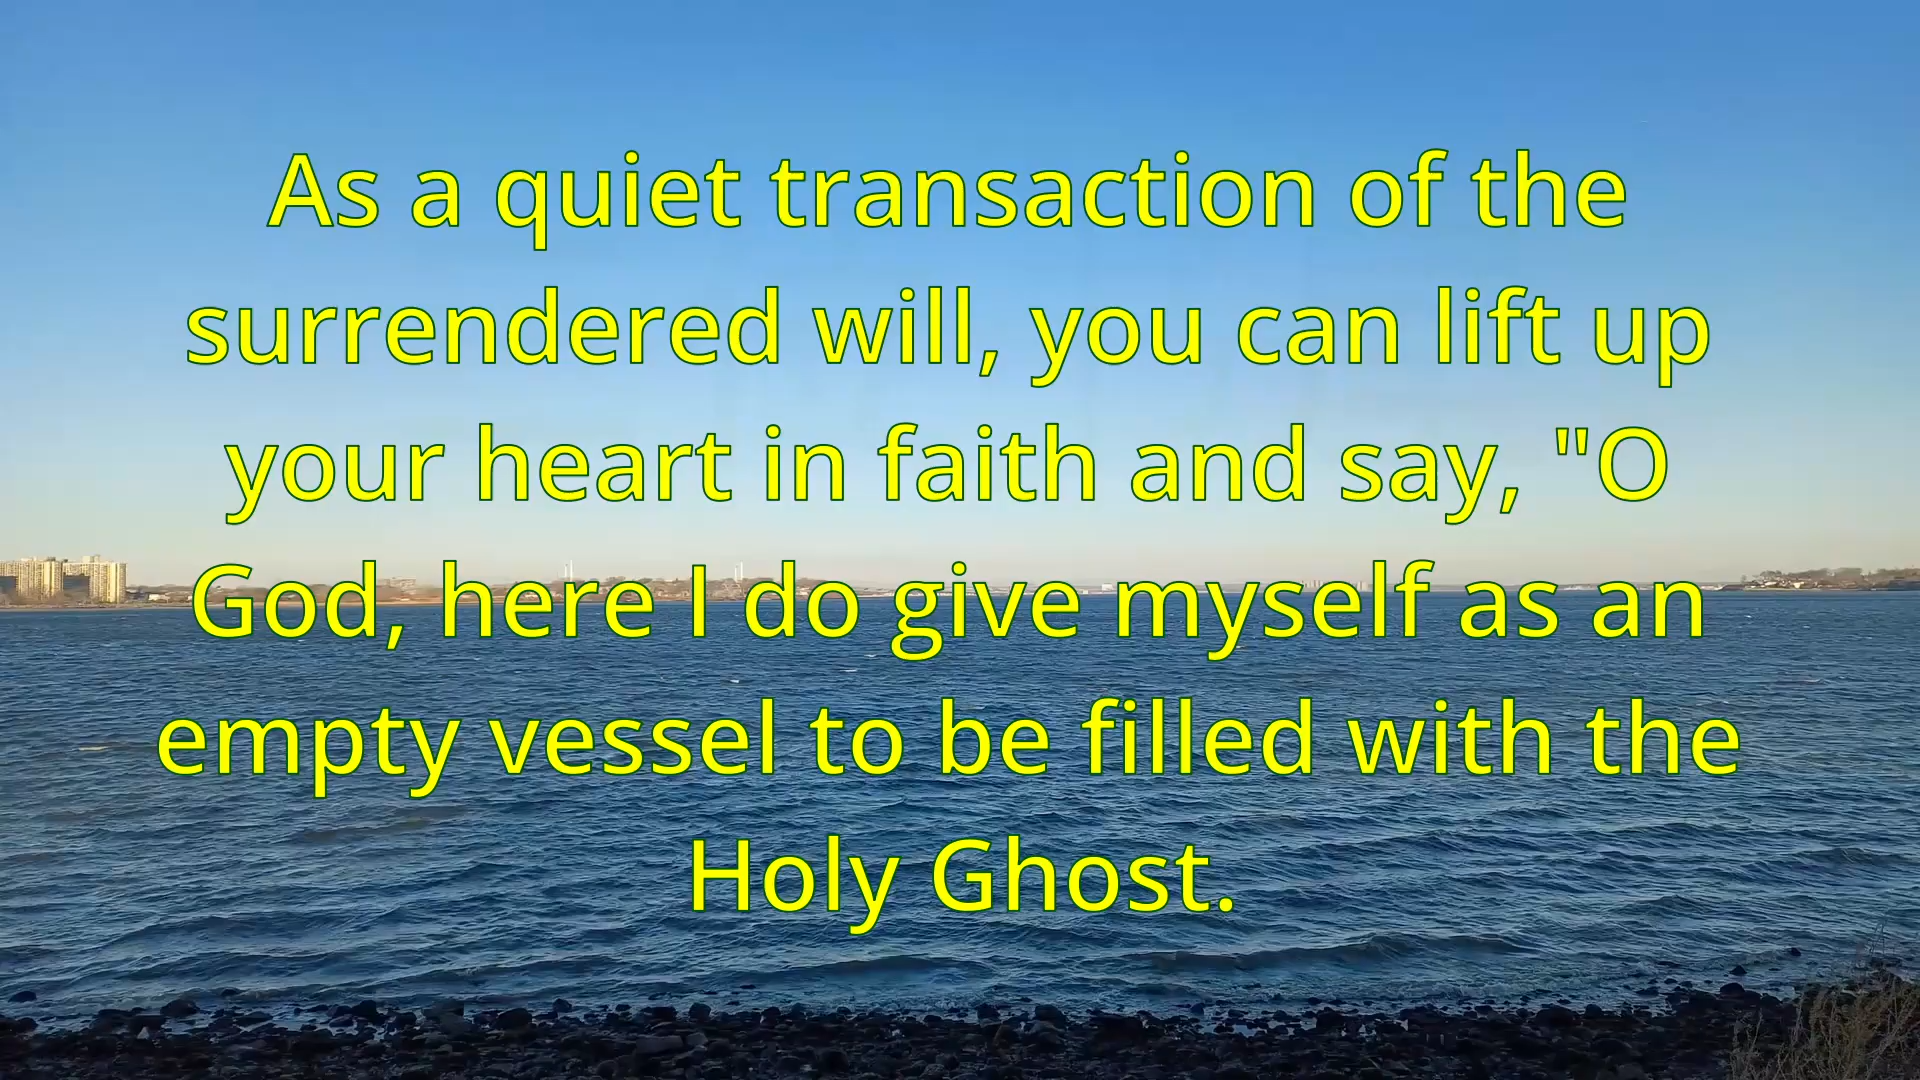 As a quiet transaction of the
surrendered will, you can lift up
your heart in faith and say, "O
God, here I do give myself as an
empty vessel to be filled with the
Holy Ghost.